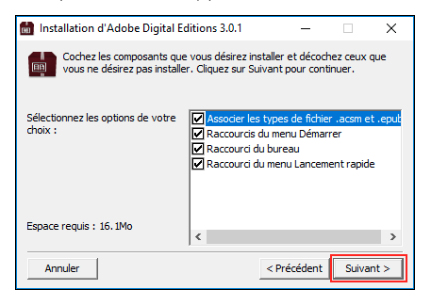 Installation d'Adobe Digital Editions 3.0.1
Cochez les composants que vous désirez installer et décochez ceux que
vous ne désirez pas installer. Cliquez sur Suivant pour continuer.
Sélectionnez les options de votre
choix :
Associer les types de fichier .acsm et .epub
Raccourcis du menu Démarrer
Raccourci du bureau
Raccourci du menu Lancement rapide
Espace requis : 16.1Mo
Annuler
< Précédent
Suivant >